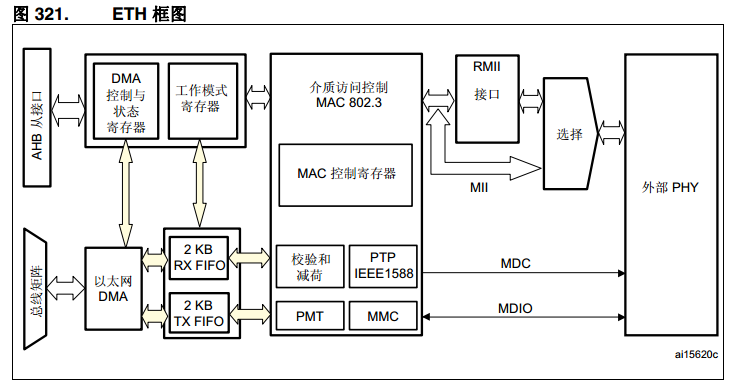 图 321. ETH 框图
AHB 从接口
DMA
控制与
状态
寄存器
工作模式
寄存器
介质访问控制
MAC 802.3
MAC 控制寄存器
校验和
减荷
PTP
IEEE1588
PMT
MMC
RMII
接口
MII
选择
外部 PHY
总线矩阵
以太网
DMA
2 KB
RX FIFO
2 KB
TX FIFO
MDC
MDIO
ai15620c